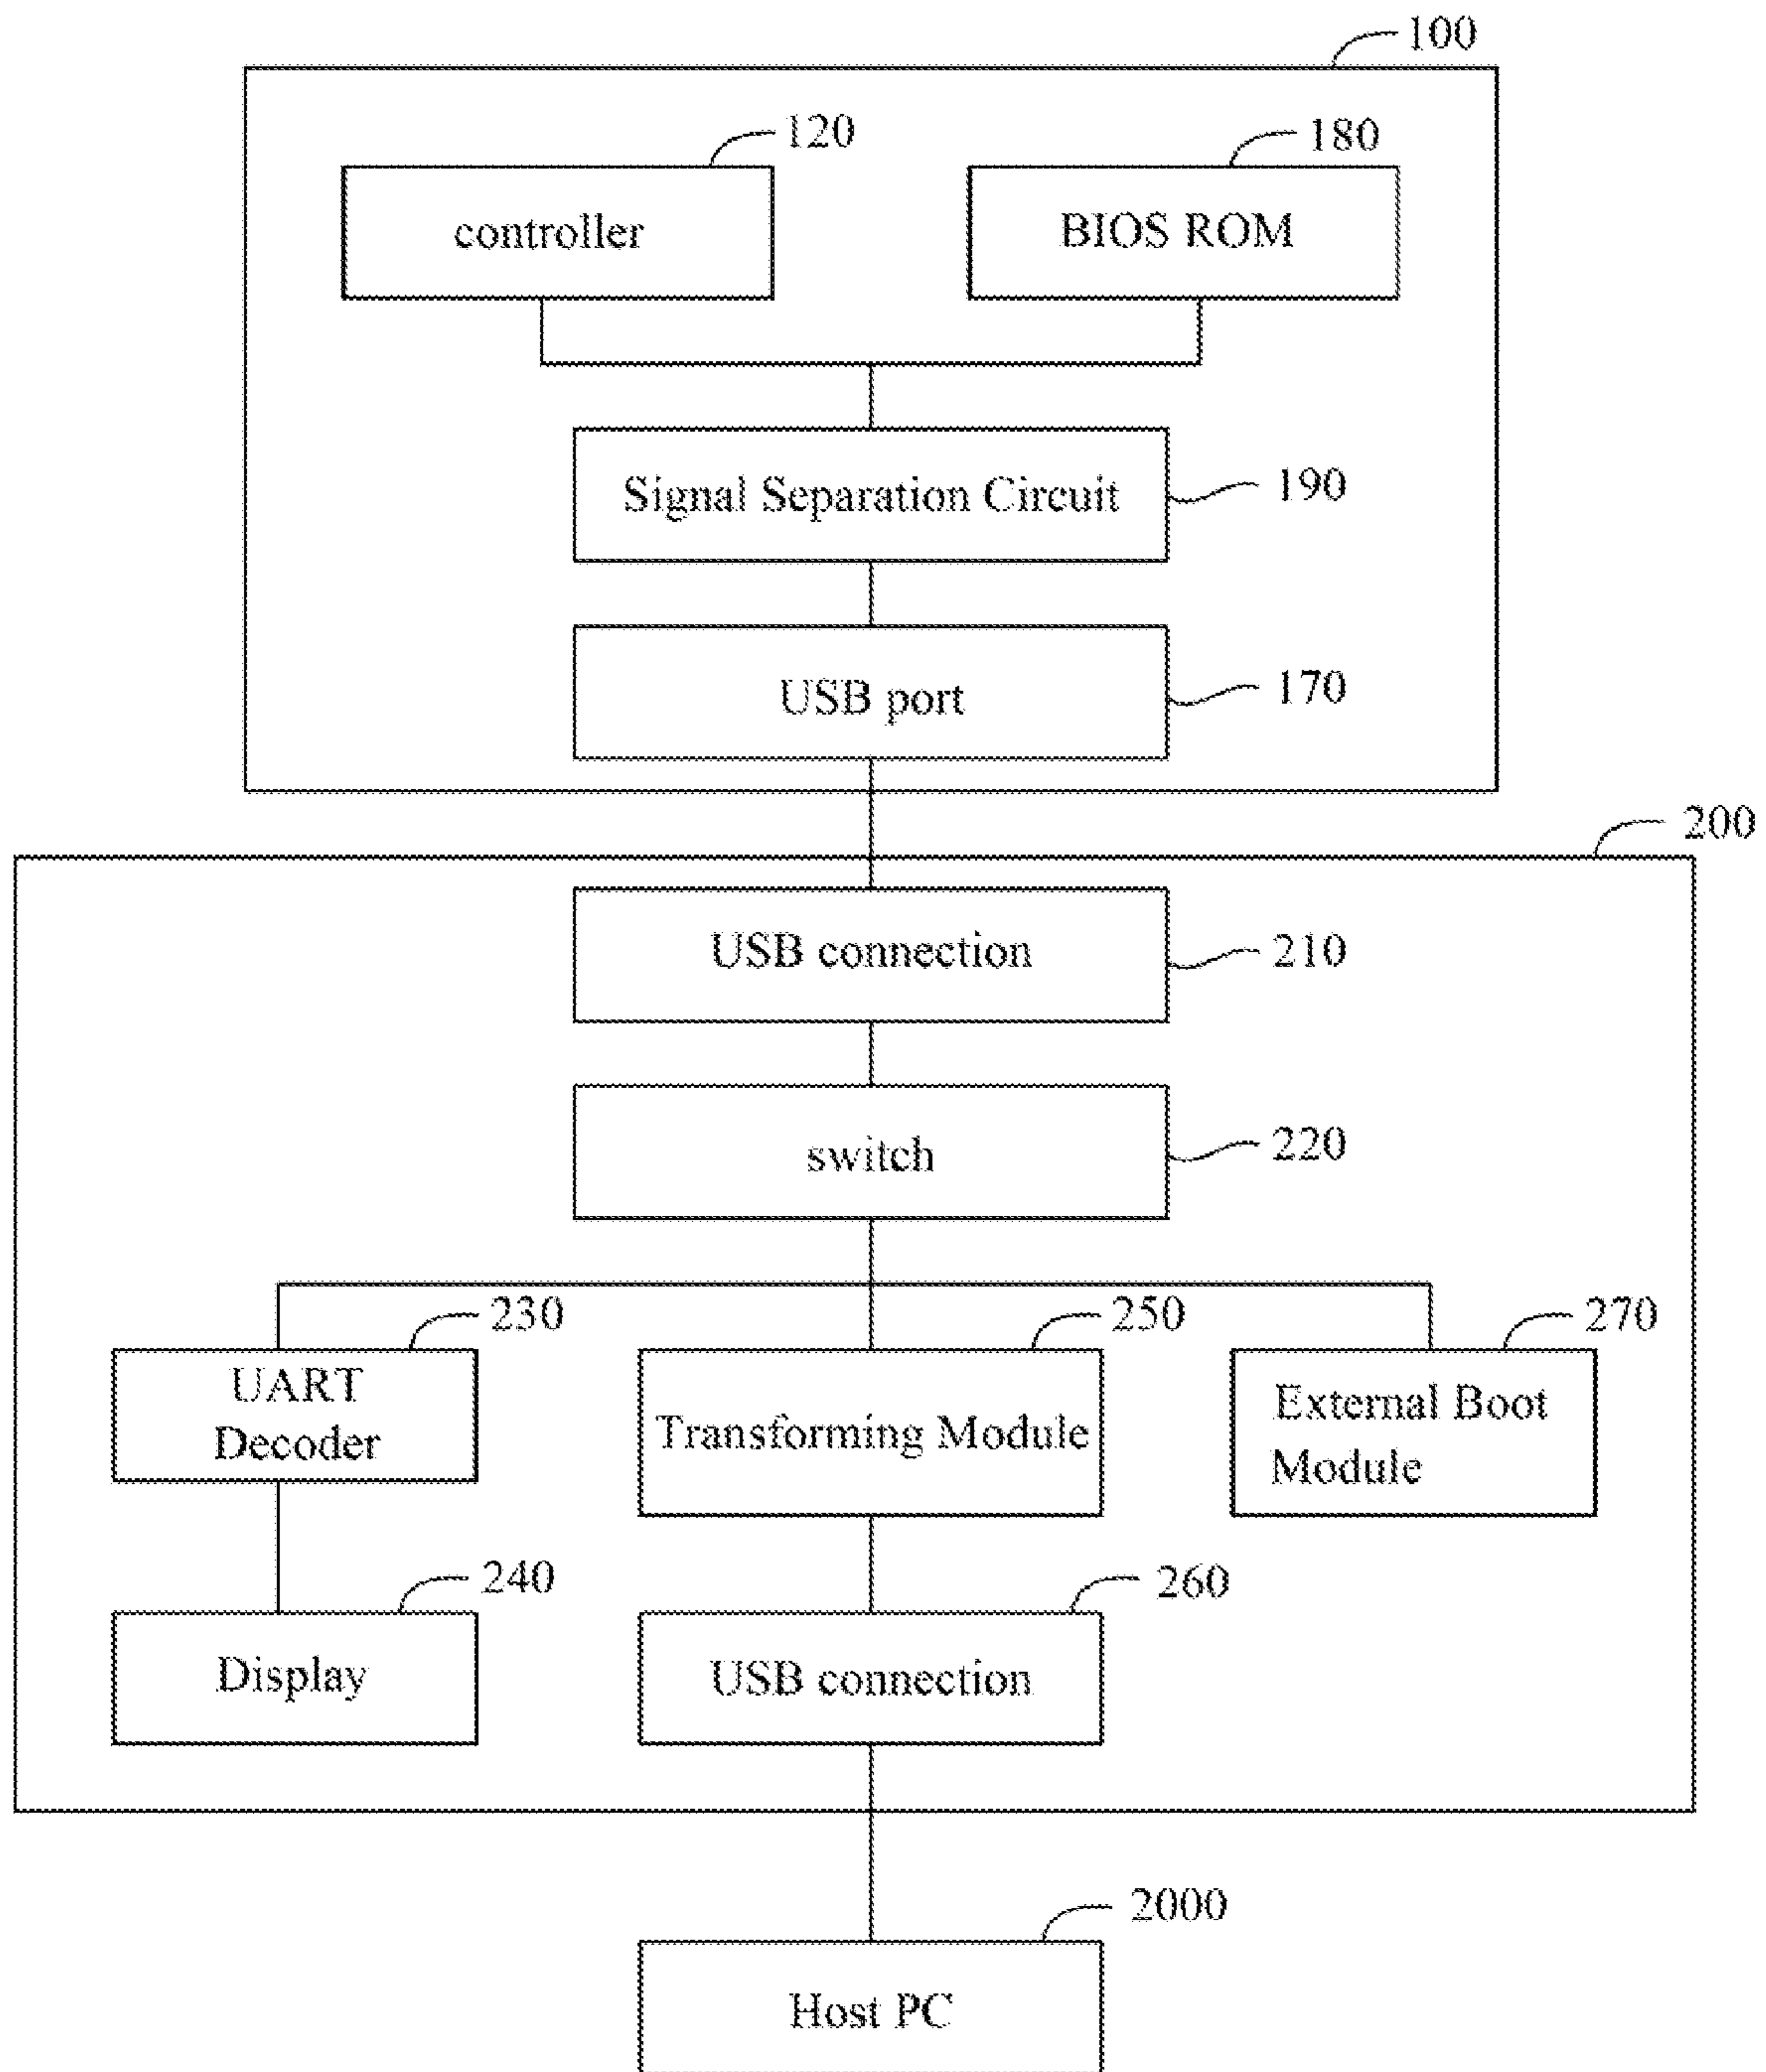 100
120
180
controller
BIOS ROM
Signal Separation Circuit
190
USB port
170
200
USB connection
210
switch
220
230
250
270
UART
Decoder
Transforming Module
External Boot
Module
240
260
Display
USB connection
2000
Host PC